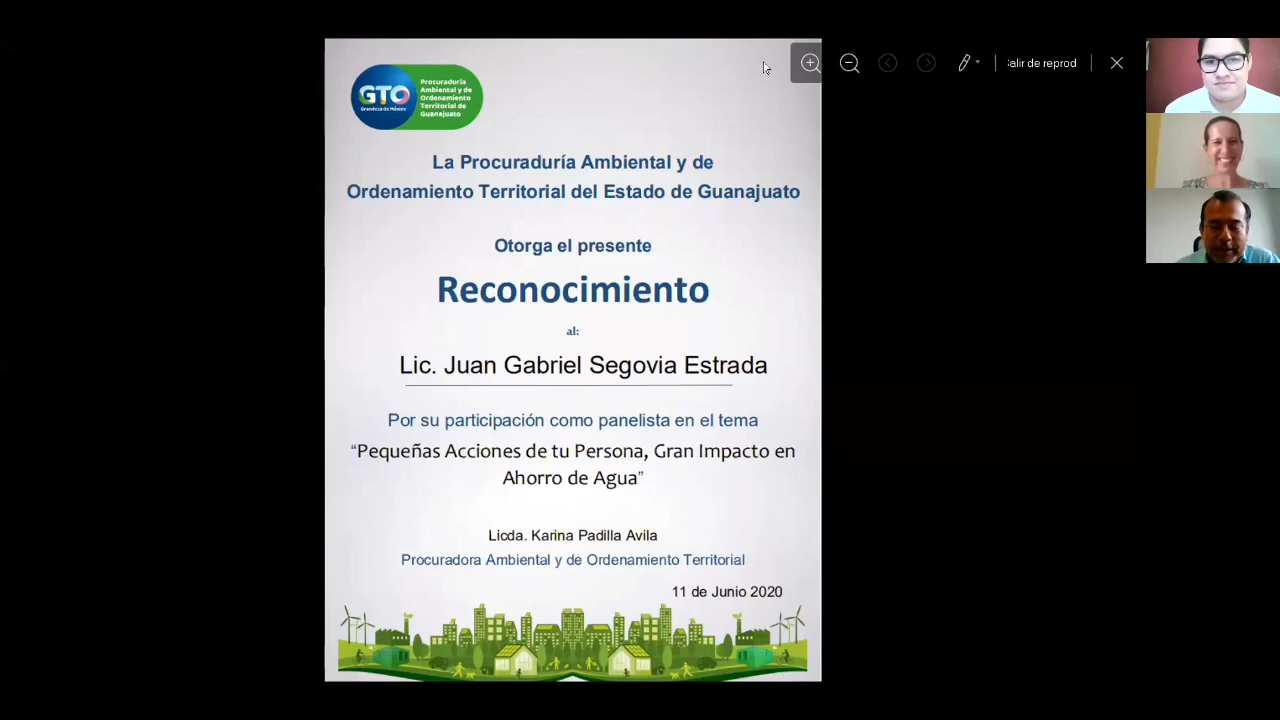 GTO
Grandeza de México
Procuraduría
Ambiental y de
Ordenamiento
Territorial de
Guanajuato
alir de reprod
La Procuraduría Ambiental y de
Ordenamiento Territorial del Estado de Guanajuato
Otorga el presente
Reconocimiento
al:
Lic. Juan Gabriel Segovia Estrada
Por su participación como panelista en el tema
“Pequeñas Acciones de tu Persona, Gran Impacto en
Ahorro de Agua”
Licda. Karina Padilla Avila
Procuradora Ambiental y de Ordenamiento Territorial
11 de Junio 2020